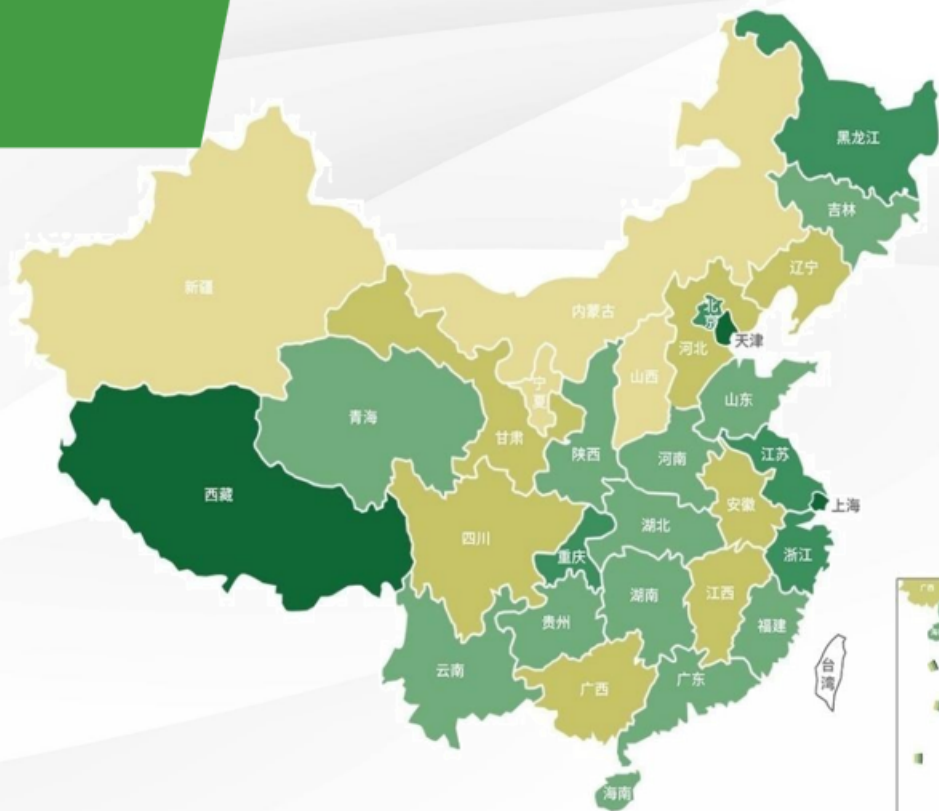 黑龙江
吉林
辽宁
新疆
内蒙古
北京
天津
河北
山西
宁夏
山东
青海
甘肃
陕西
河南
江苏
西藏
安徽
上海
四川
湖北
重庆
浙江
湖南
江西
贵州
福建
云南
广西
广东
台湾
海南
广西